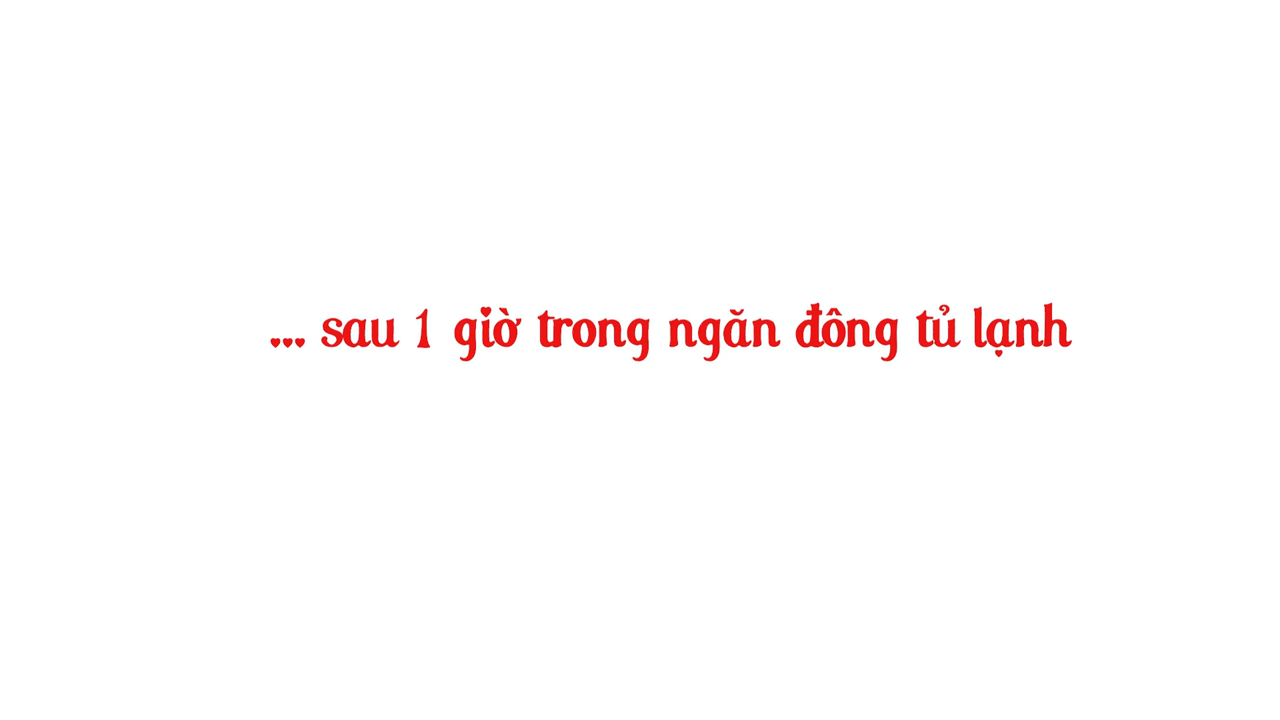 ... sau 1 giờ trong ngăn đông tủ lạnh